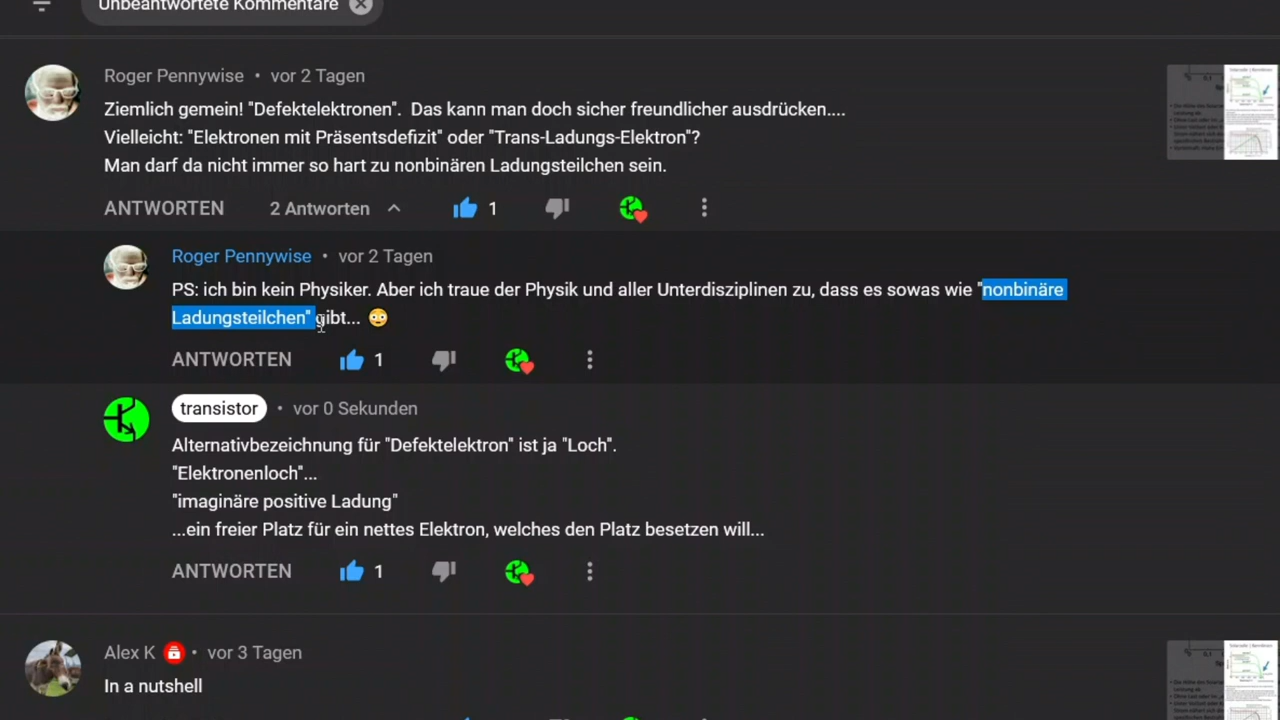 Unbeantwortete Kommentare
Roger Pennywise • vor 2 Tagen
Ziemlich gemein! "Defektelektronen". Das kann man doch sicher freundlicher ausdrücken....
Vielleicht: "Elektronen mit Präsentsdefizit" oder "Trans-Ladungs-Elektron"?
Man darf da nicht immer so hart zu nonbinären Ladungsteilchen sein.
ANTWORTEN 2 Antworten 1
Roger Pennywise • vor 2 Tagen
PS: ich bin kein Physiker. Aber ich traue der Physik und aller Unterdisziplinen zu, dass es sowas wie "nonbinäre
Ladungsteilchen" gibt... 😳
ANTWORTEN 1
transistor • vor 0 Sekunden
Alternativbezeichnung für "Defektelektron" ist ja "Loch".
"Elektronenloch"...
"imaginäre positive Ladung"
...ein freier Platz für ein nettes Elektron, welches den Platz besetzen will...
ANTWORTEN 1
Alex K • vor 3 Tagen
In a nutshell